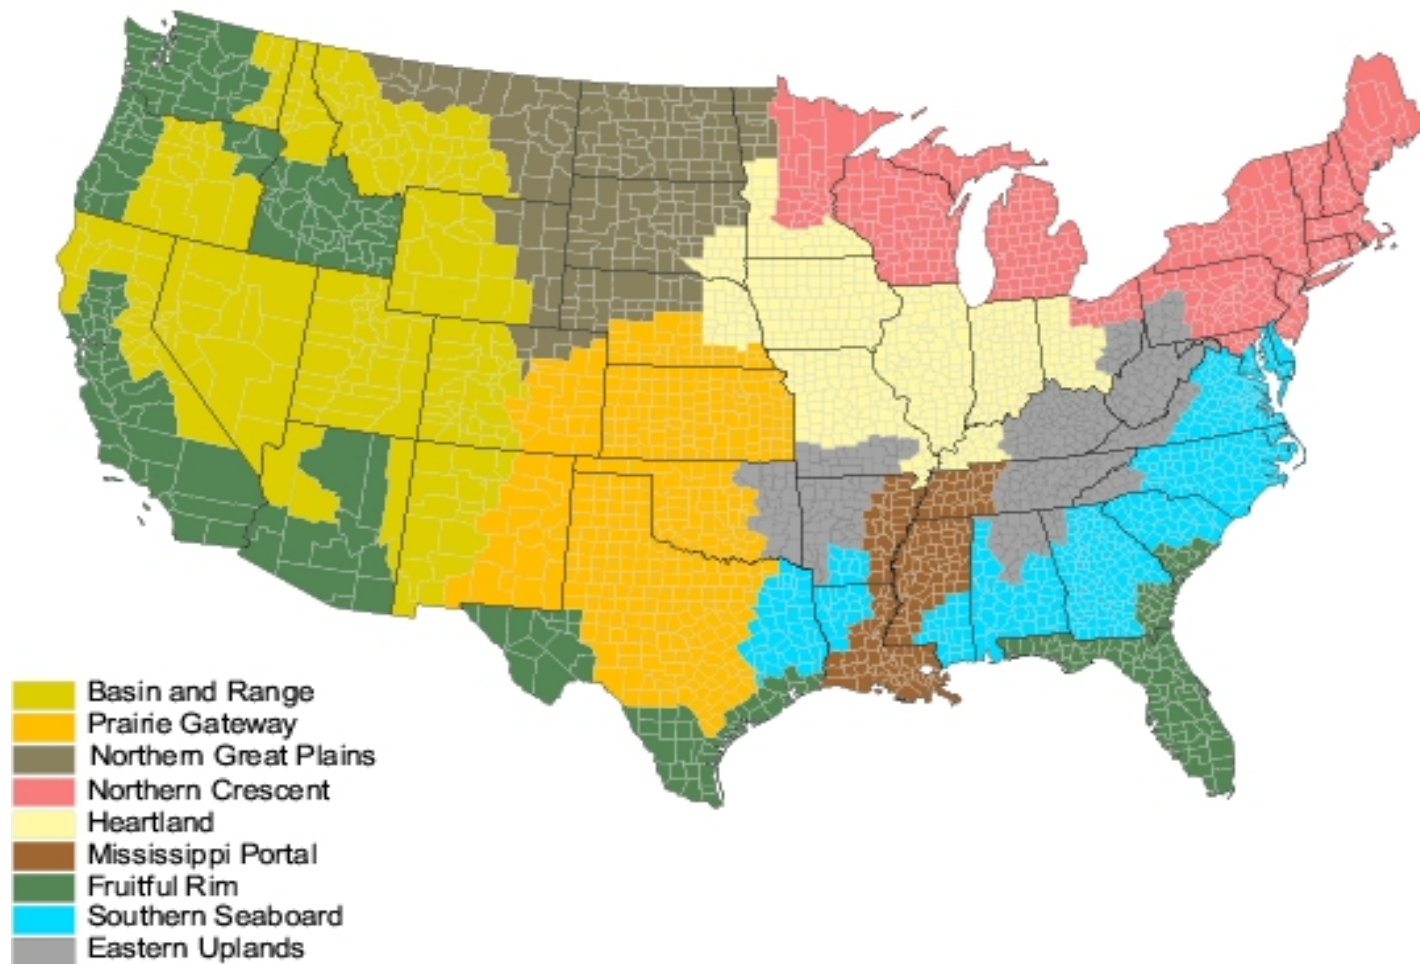 Basin and Range
Prairie Gateway
Northern Great Plains
Northern Crescent
Heartland
Mississippi Portal
Fruitful Rim
Southern Seaboard
Eastern Uplands